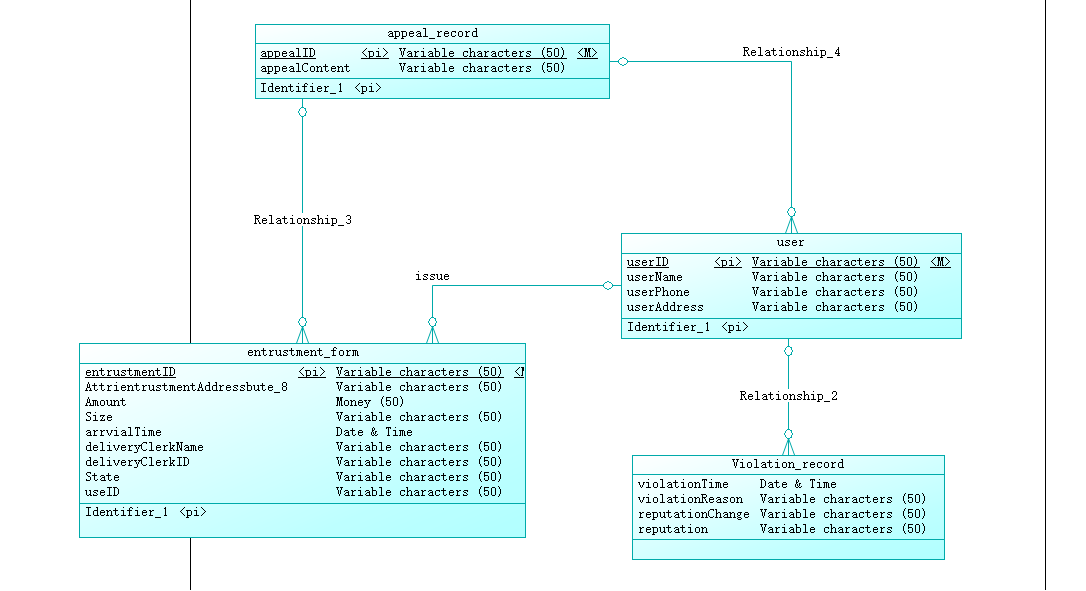 appeal_record
appealID <pi> Variable characters (50) <M>
appealContent Variable characters (50)
Identifier_1 <pi>
Relationship_4
Relationship_3
user
userID <pi> Variable characters (50) <M>
userName Variable characters (50)
userPhone Variable characters (50)
userAddress Variable characters (50)
Identifier_1 <pi>
issue
entrustment_form
entrustmentID <pi> Variable characters (50)
AttrientrustmentAddressbute_8 Variable characters (50)
Amount Money (50)
Size Variable characters (50)
arrvialTime Date & Time
deliveryClerkName Variable characters (50)
deliveryClerkID Variable characters (50)
State Variable characters (50)
useID Variable characters (50)
Identifier_1 <pi>
Relationship_2
Violation_record
violationTime Date & Time
violationReason Variable characters (50)
reputationChange Variable characters (50)
reputation Variable characters (50)